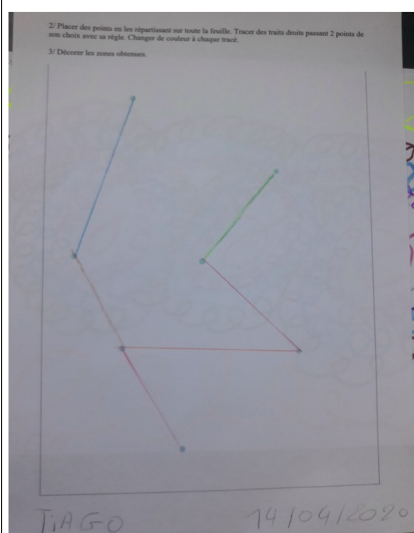 2/ Placer des points en les répartissant sur toute la feuille. Tracer des traits droits passant 2 points de
son choix avec sa règle. Changer de couleur à chaque tracé.
3/ Décorer les zones obtenues.
TiAGO 14/04/2020